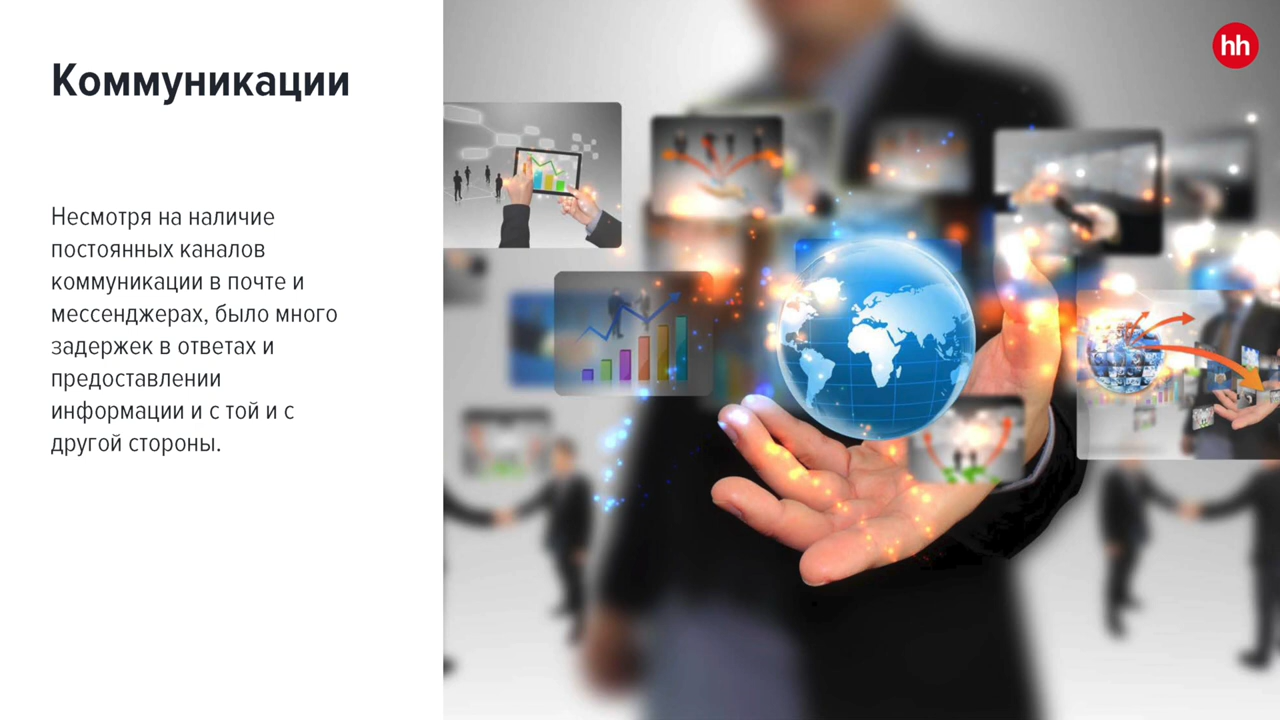 Коммуникации
hh
Несмотря на наличие
постоянных каналов
коммуникации в почте и
мессенджерах, было много
задержек в ответах и
предоставлении
информации и с той и с
другой стороны.